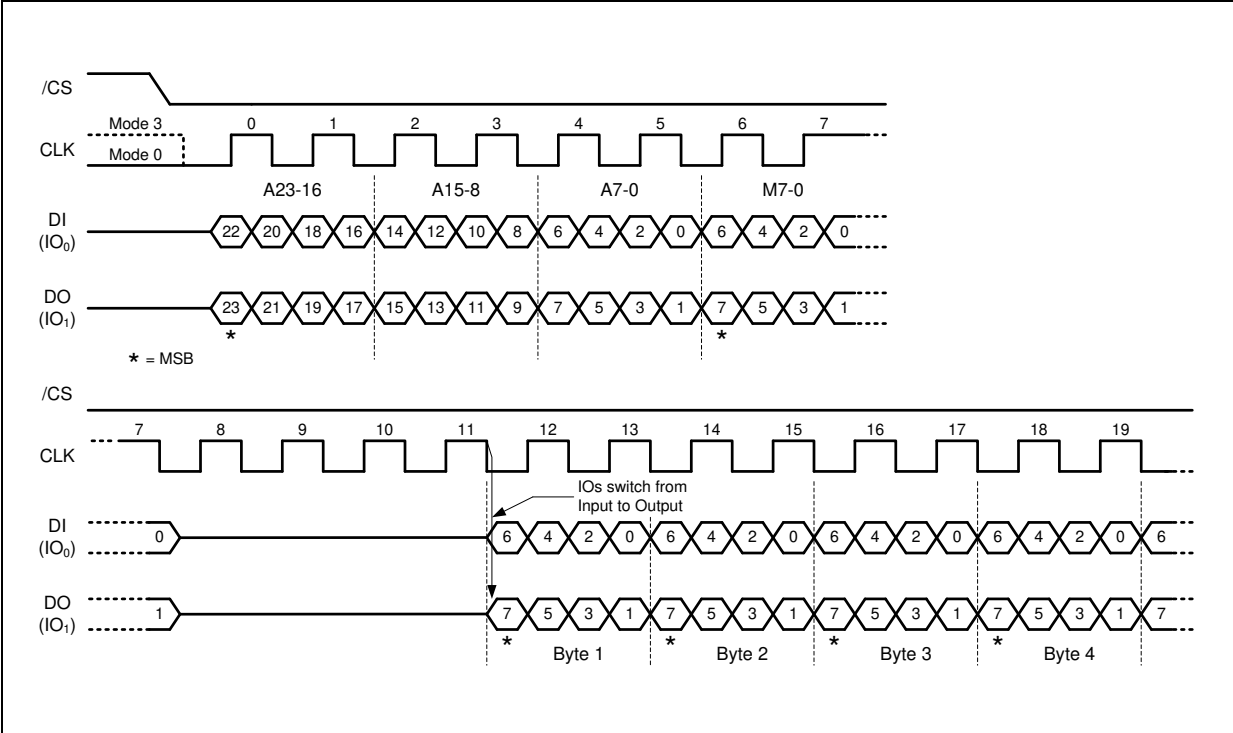 /CS
Mode 3
0 1 2 3 4 5 6 7
CLK
Mode 0
A23-16 A15-8 A7-0 M7-0
DI
(IO₀)
22 20 18 16 14 12 10 8 6 4 2 0 6 4 2 0
DO
(IO₁)
23 21 19 17 15 13 11 9 7 5 3 1 7 5 3 1
* *
* = MSB
/CS
7 8 9 10 11 12 13 14 15 16 17 18 19
CLK
IOs switch from
Input to Output
DI
(IO₀)
0 6 4 2 0 6 4 2 0 6 4 2 0 6 4 2 0 6
DO
(IO₁)
1 7 5 3 1 7 5 3 1 7 5 3 1 7 5 3 1 7
* * * *
Byte 1 Byte 2 Byte 3 Byte 4